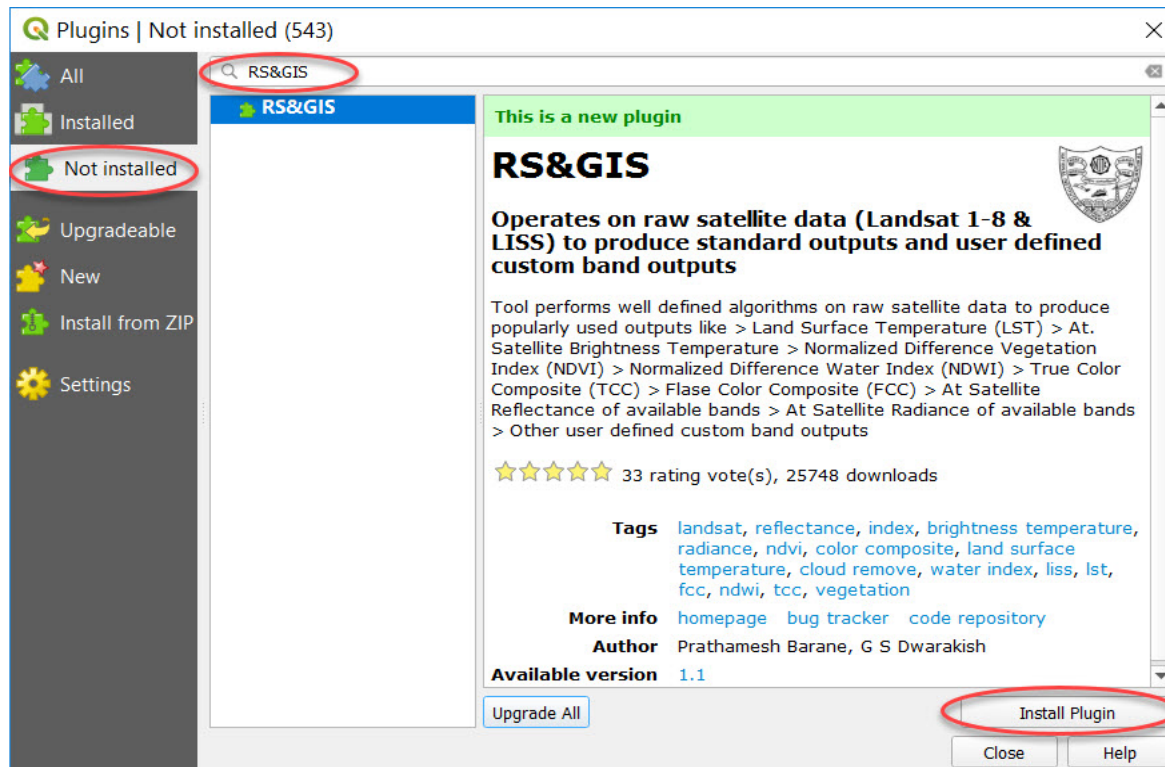 Plugins | Not installed (543)
All
Installed
Not installed
Upgradeable
New
Install from ZIP
Settings
RS&GIS
RS&GIS
This is a new plugin
RS&GIS
Operates on raw satellite data (Landsat 1-8 &
LISS) to produce standard outputs and user defined
custom band outputs
Tool performs well defined algorithms on raw satellite data to produce
popularly used outputs like > Land Surface Temperature (LST) > At.
Satellite Brightness Temperature > Normalized Difference Vegetation
Index (NDVI) > Normalized Difference Water Index (NDWI) > True Color
Composite (TCC) > Flase Color Composite (FCC) > At Satellite
Reflectance of available bands > At Satellite Radiance of available bands
> Other user defined custom band outputs
33 rating vote(s), 25748 downloads
Tags landsat, reflectance, index, brightness temperature,
radiance, ndvi, color composite, land surface
temperature, cloud remove, water index, liss, lst,
fcc, ndwi, tcc, vegetation
More info homepage bug tracker code repository
Author Prathamesh Barane, G S Dwarakish
Available version 1.1
Upgrade All
Install Plugin
Close
Help